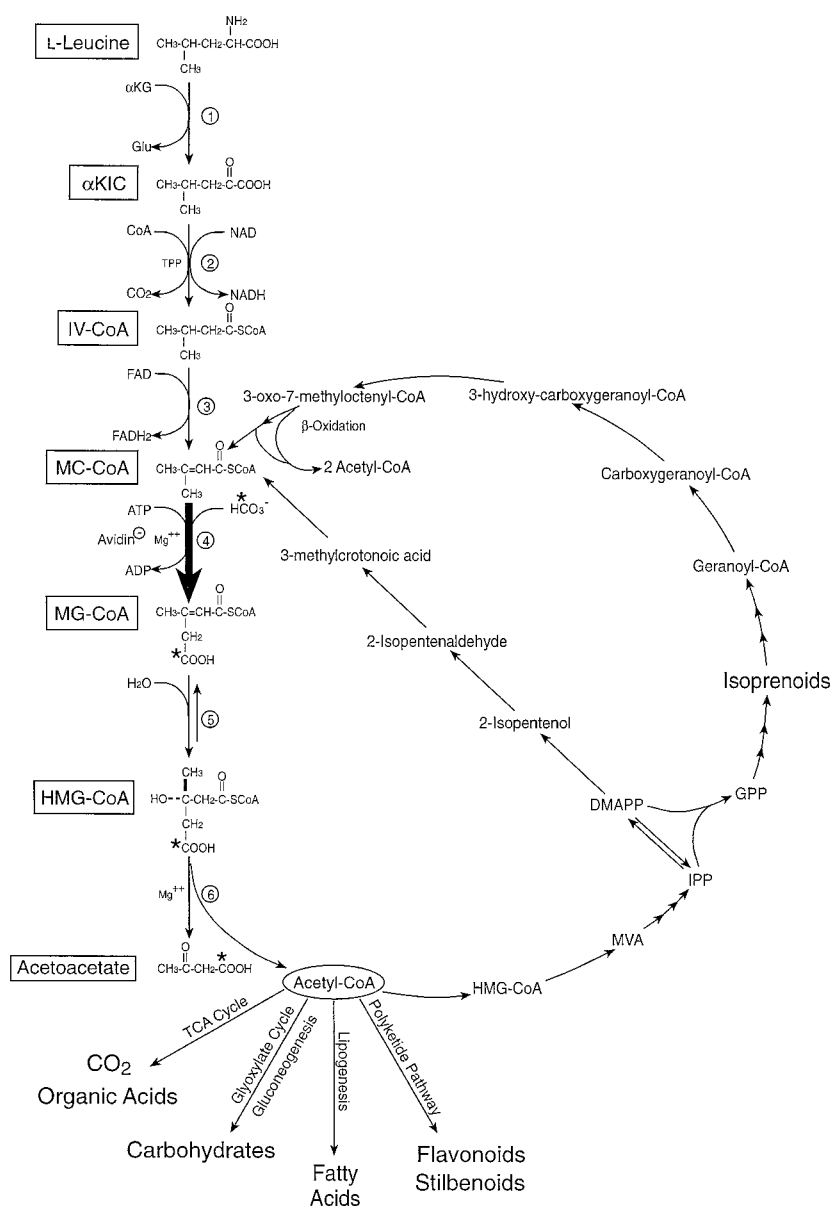 L-Leucine
NH2
CH3-CH-CH2-CH-COOH
CH3
αKG
①
Glu
αKIC
O
CH3-CH-CH2-C-COOH
CH3
CoA
NAD
TPP
②
CO2
NADH
IV-CoA
O
CH3-CH-CH2-C-SCoA
CH3
FAD
③
FADH2
3-oxo-7-methyloctenyl-CoA
3-hydroxy-carboxygeranoyl-CoA
β-Oxidation
MC-CoA
O
CH3-C=CH-C-SCoA
CH3
2 Acetyl-CoA
Carboxygeranoyl-CoA
ATP
*
HCO3-
Avidin⊖
Mg++
④
ADP
3-methylcrotonoic acid
Geranoyl-CoA
MG-CoA
O
CH3-C=CH-C-SCoA
CH2
*COOH
2-Isopentenaldehyde
H2O
⑤
Isoprenoids
2-Isopentenol
HMG-CoA
CH3
O
HO--C-CH2-C-SCoA
CH2
*COOH
DMAPP
GPP
Mg++
⑥
IPP
MVA
Acetoacetate
O
*
CH3-C-CH2-COOH
Acetyl-CoA
HMG-CoA
TCA Cycle
Glyoxylate Cycle
Gluconeogenesis
Lipogenesis
Polyketide Pathway
CO2
Organic Acids
Carbohydrates
Fatty
Acids
Flavonoids
Stilbenoids